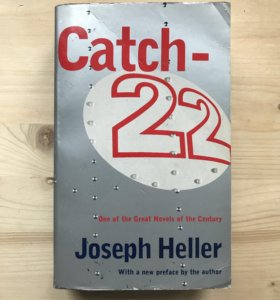 Catch-
22
One of the Great Novels of the Century
Joseph Heller
With a new preface by the author